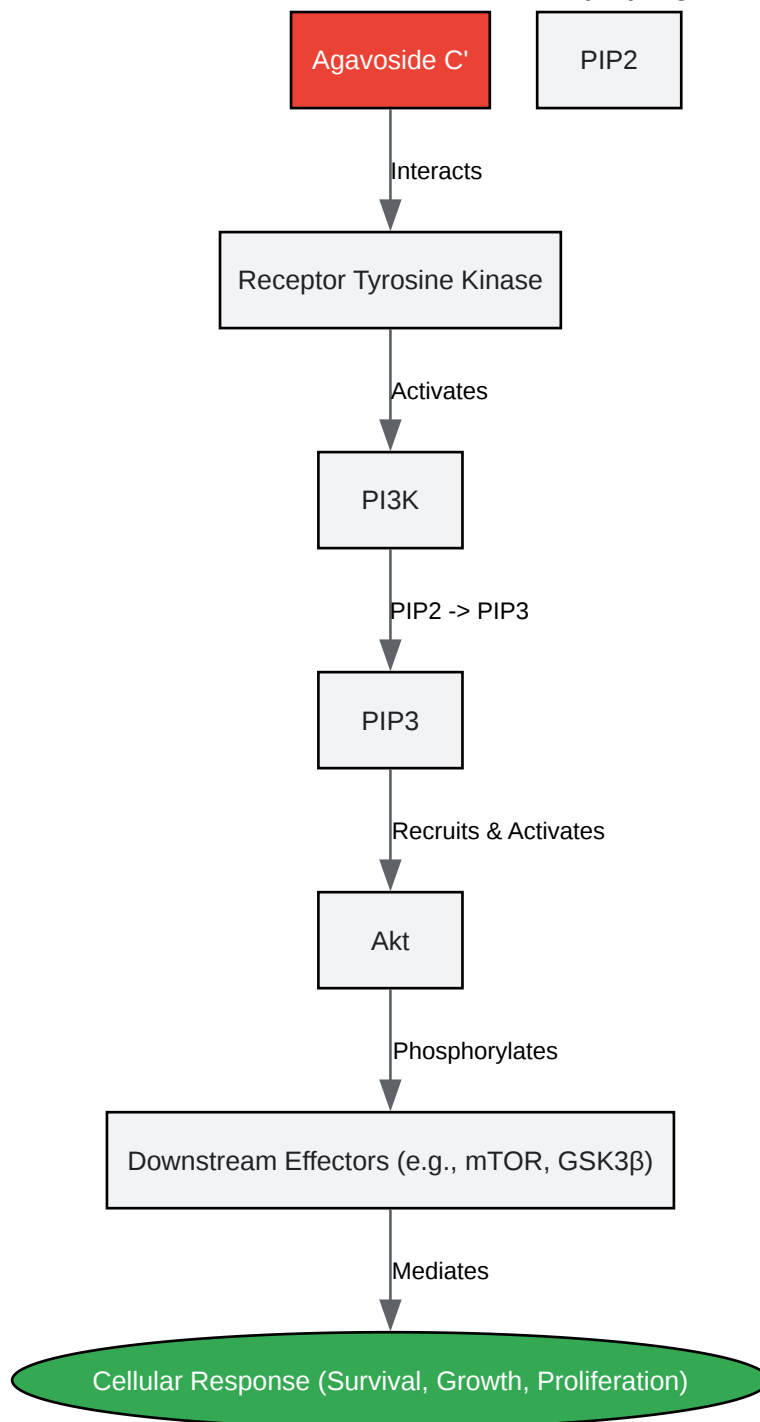 Agavoside C'
PIP2
Interacts
Receptor Tyrosine Kinase
Activates
PI3K
PIP2 -> PIP3
PIP3
Recruits & Activates
Akt
Phosphorylates
Downstream Effectors (e.g., mTOR, GSK3β)
Mediates
Cellular Response (Survival, Growth, Proliferation)